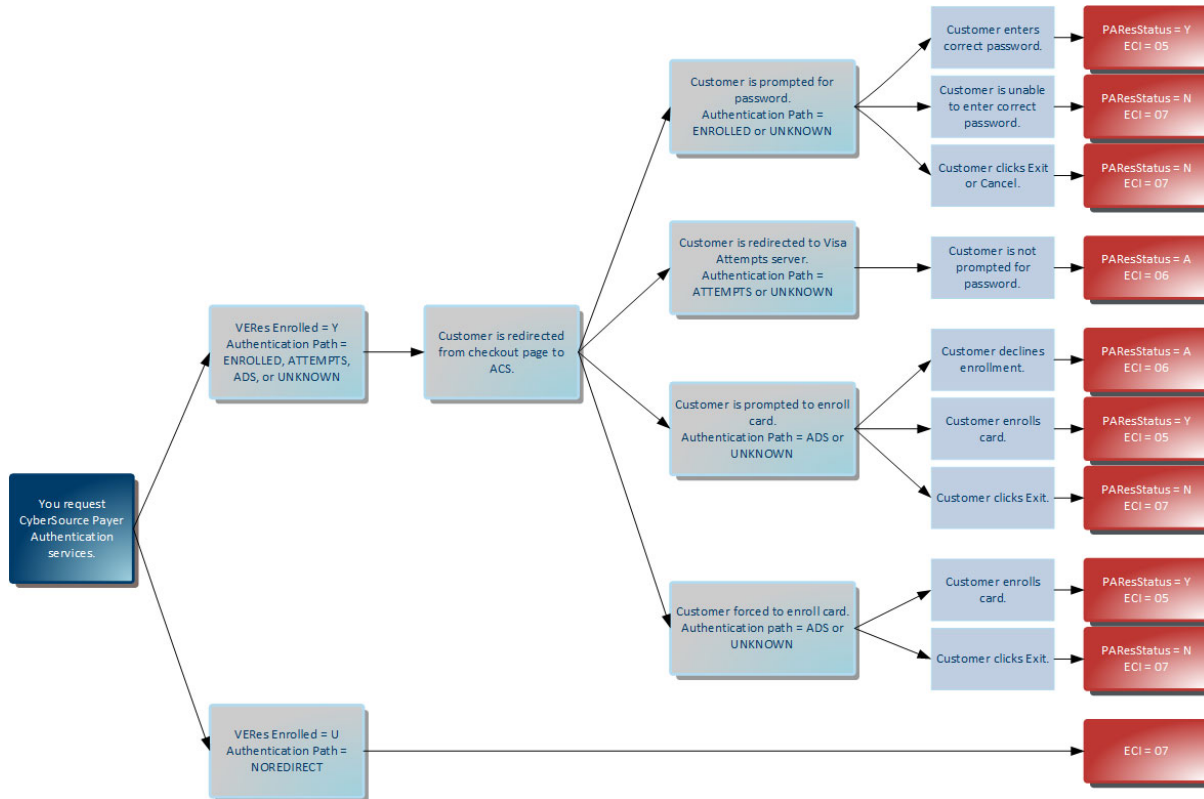 Customer enters
correct password.
PAResStatus = Y
ECI = 05
Customer is prompted for
password.
Authentication Path =
ENROLLED or UNKNOWN
Customer is unable
to enter correct
password.
PAResStatus = N
ECI = 07
Customer clicks Exit
or Cancel.
PAResStatus = N
ECI = 07
Customer is redirected to Visa
Attempts server.
Authentication Path =
ATTEMPTS or UNKNOWN
Customer is not
prompted for
password.
PAResStatus = A
ECI = 06
VERes Enrolled = Y
Authentication Path =
ENROLLED, ATTEMPTS,
ADS, or UNKNOWN
Customer is redirected
from checkout page to
ACS.
Customer declines
enrollment.
PAResStatus = A
ECI = 06
Customer is prompted to enroll
card.
Authentication Path = ADS or
UNKNOWN
Customer enrolls
card.
PAResStatus = Y
ECI = 05
Customer clicks Exit.
PAResStatus = N
ECI = 07
You request
CyberSource Payer
Authentication
services.
Customer forced to enroll card.
Authentication path = ADS or
UNKNOWN
Customer enrolls
card.
PAResStatus = Y
ECI = 05
Customer clicks Exit.
PAResStatus = N
ECI = 07
VERes Enrolled = U
Authentication Path =
NOREDIRECT
ECI = 07